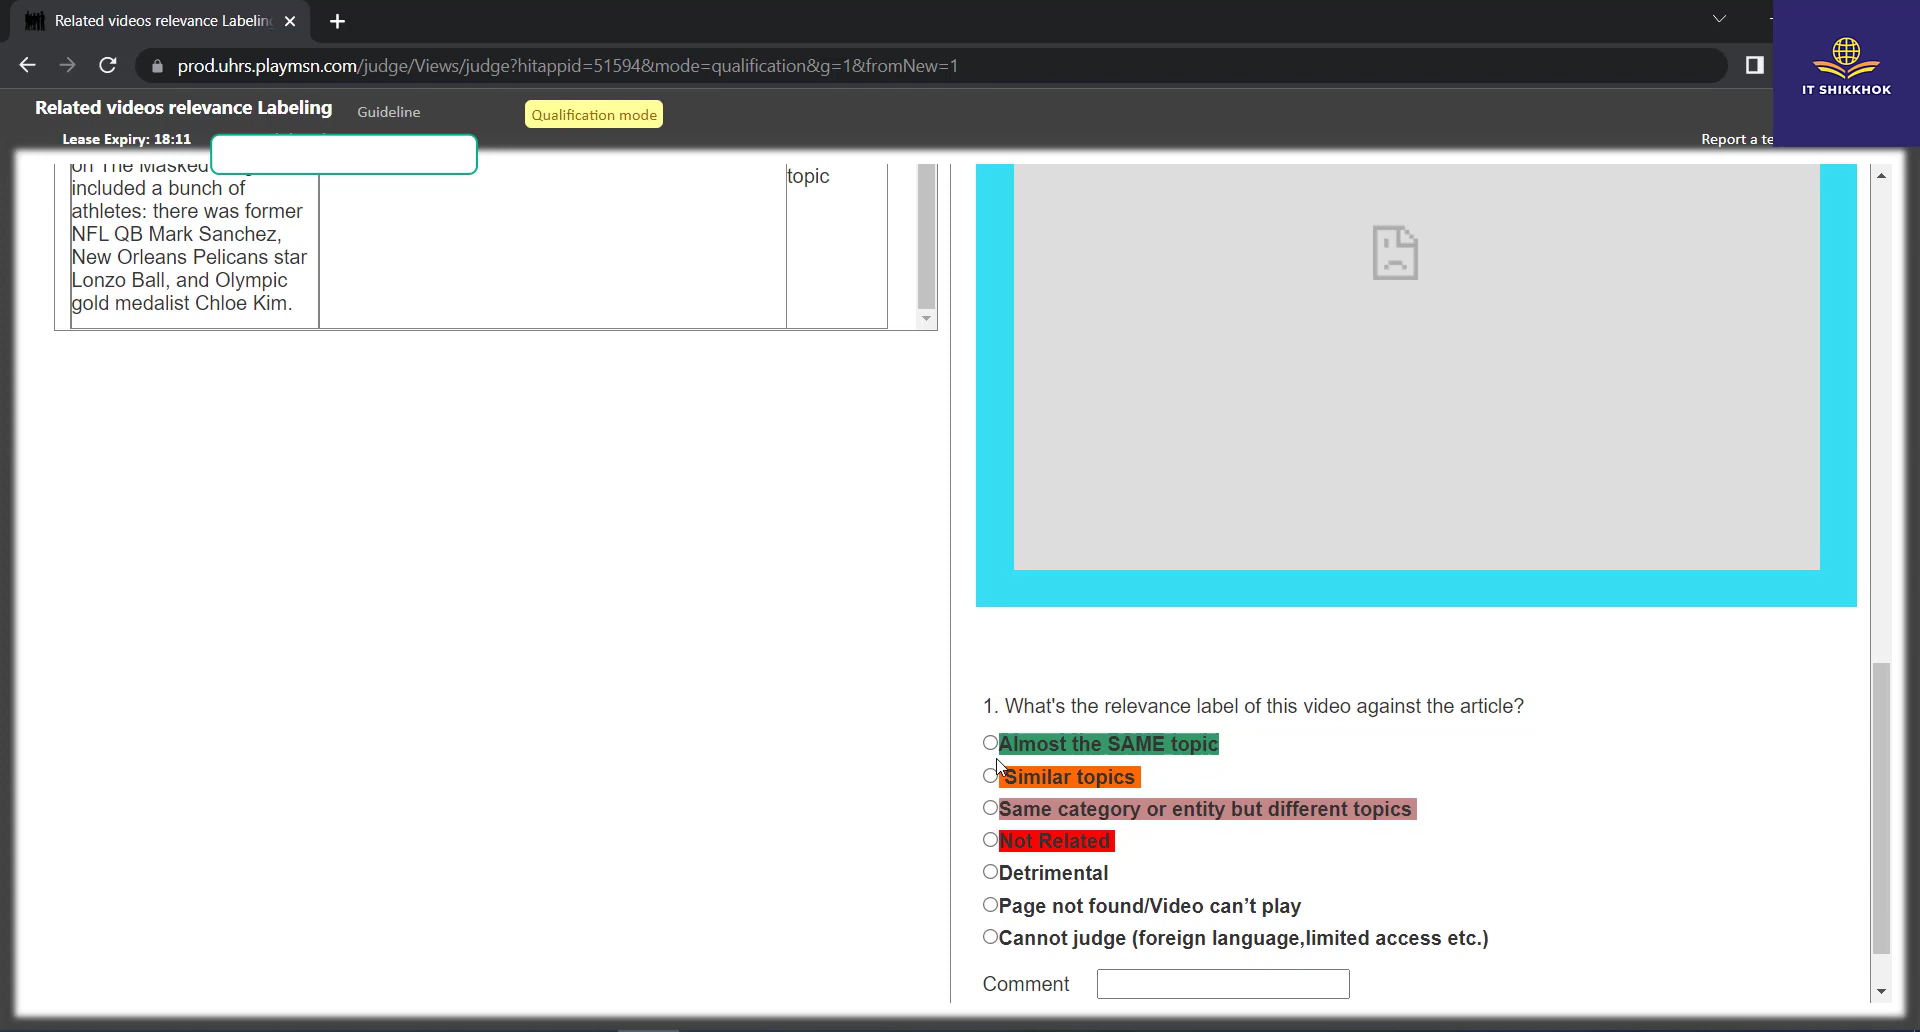 Related videos relevance Labelin
prod.uhrs.playmsn.com/judge/Views/judge?hitappid=51594&mode=qualification&g=1&fromNew=1
IT SHIKKHOK
Related videos relevance Labeling
Guideline
Qualification mode
Lease Expiry: 18:11
Report a te
on The Masked
included a bunch of
athletes: there was former
NFL QB Mark Sanchez,
New Orleans Pelicans star
Lonzo Ball, and Olympic
gold medalist Chloe Kim.
topic
1. What's the relevance label of this video against the article?
Almost the SAME topic
Similar topics
Same category or entity but different topics
Not Related
Detrimental
Page not found/Video can’t play
Cannot judge (foreign language,limited access etc.)
Comment